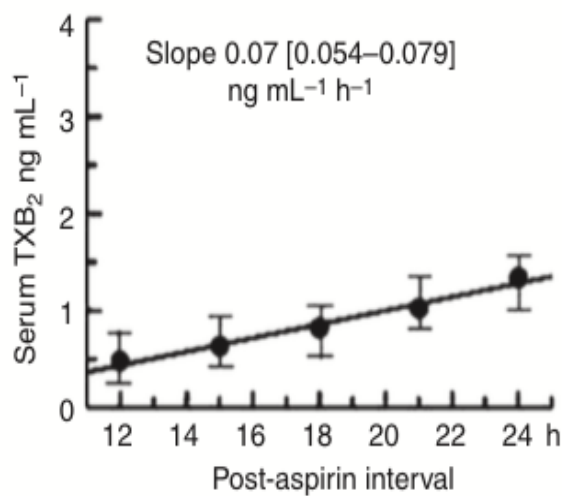 4
Slope 0.07 [0.054–0.079]
ng mL⁻¹ h⁻¹
3
2
1
0
Serum TXB₂ ng mL⁻¹
12 14 16 18 20 22 24 h
Post-aspirin interval